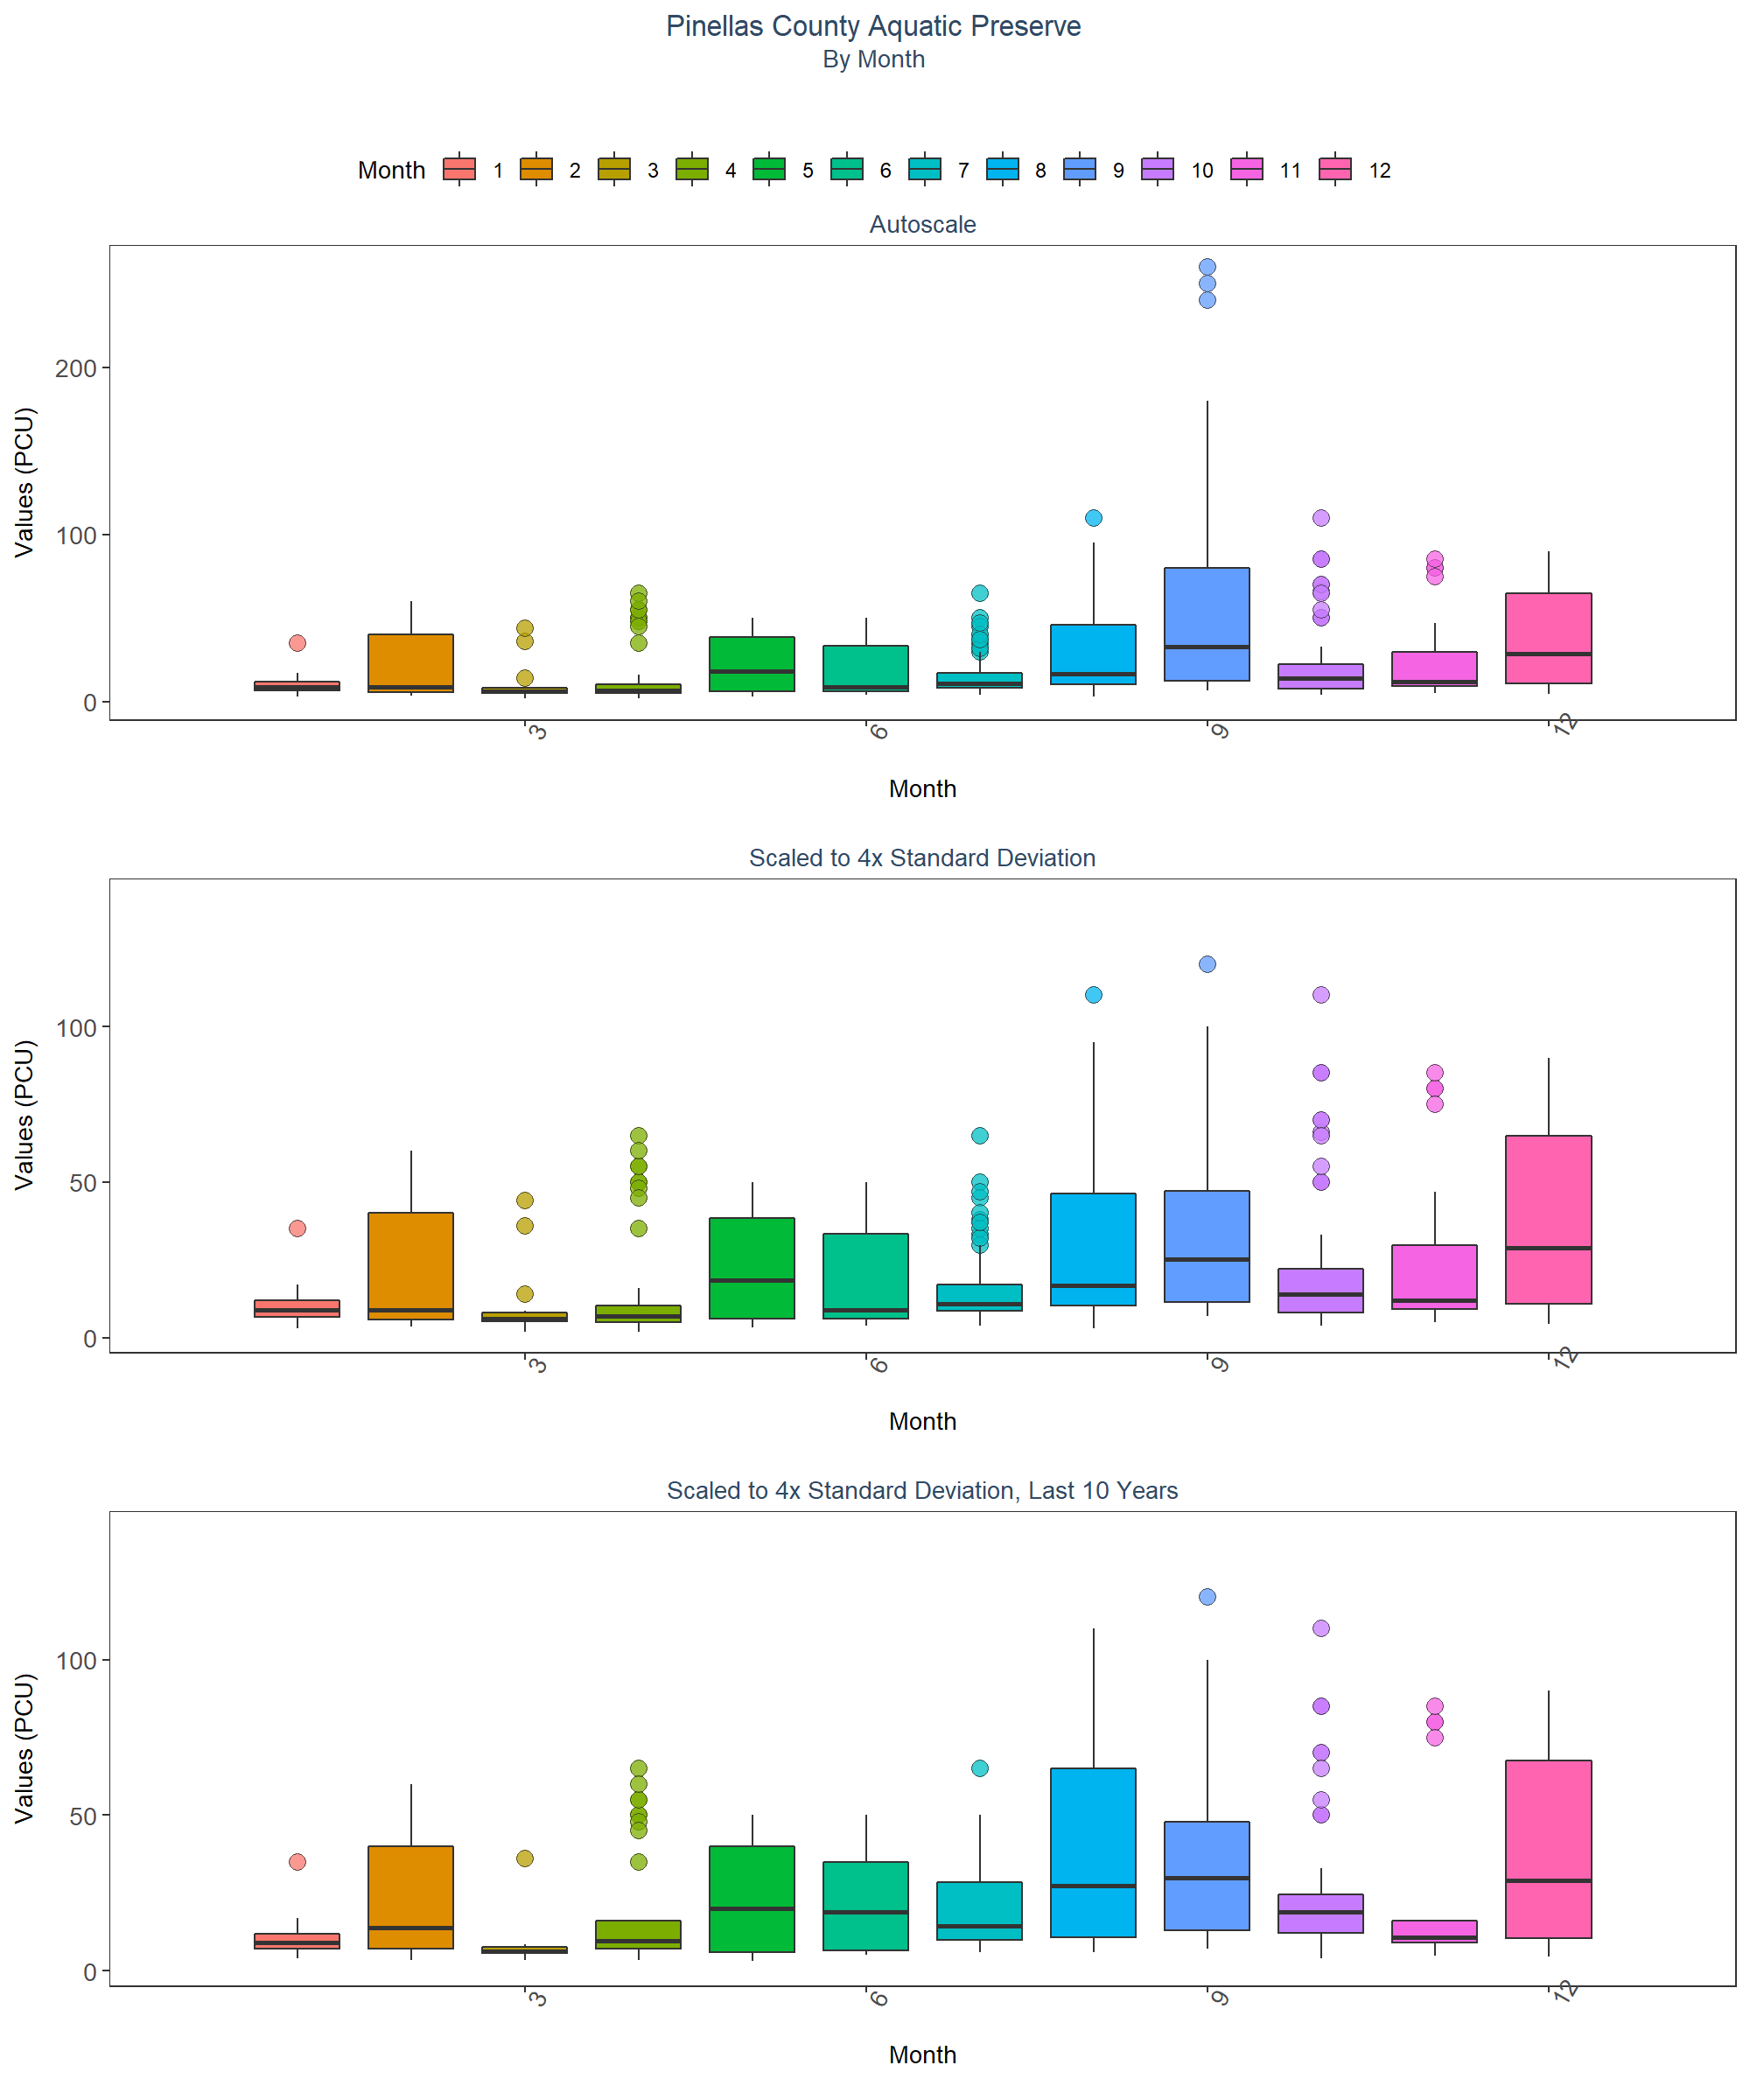 Pinellas County Aquatic Preserve
By Month
Month 1 2 3 4 5 6 7 8 9 10 11 12
Autoscale
Values (PCU)
200
100
0
3 6 9 12
Month
Scaled to 4x Standard Deviation
Values (PCU)
100
50
0
3 6 9 12
Month
Scaled to 4x Standard Deviation, Last 10 Years
Values (PCU)
100
50
0
3 6 9 12
Month